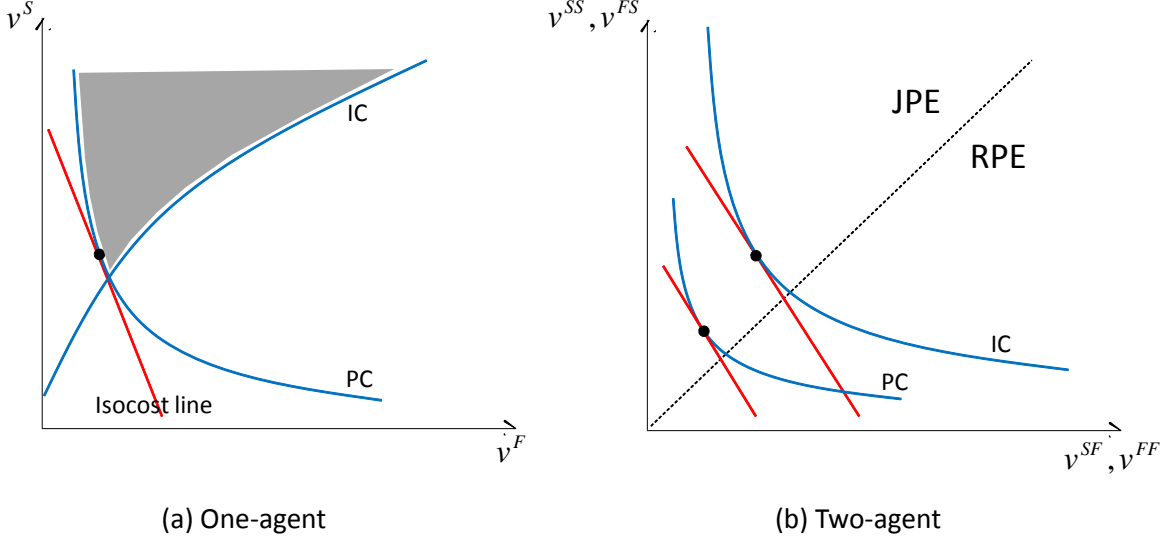 v^S
IC
PC
Isocost line
v^F
(a) One-agent
v^{SS}, v^{FS}
JPE
RPE
IC
PC
v^{SF}, v^{FF}
(b) Two-agent